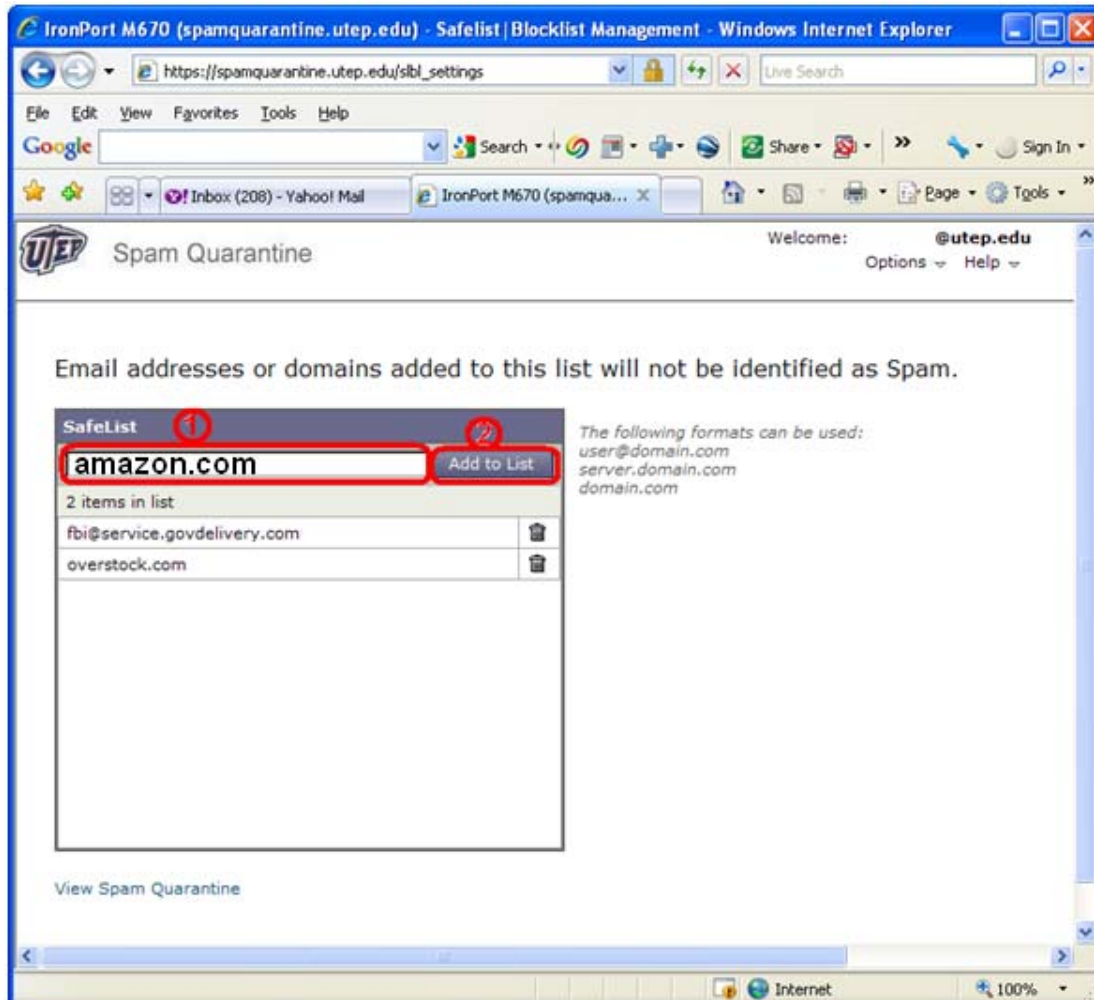 IronPort M670 (spamquarantine.utep.edu) - Safelist|Blocklist Management - Windows Internet Explorer
https://spamquarantine.utep.edu/slbl_settings
Live Search
File Edit View Favorites Tools Help
Google Search Share » Sign In
Inbox (208) - Yahoo! Mail IronPort M670 (spamqua... Page Tools »
UTEP Spam Quarantine
Welcome: @utep.edu
Options Help
Email addresses or domains added to this list will not be identified as Spam.
SafeList 1 2
amazon.com Add to List
2 items in list
fbi@service.govdelivery.com
overstock.com
The following formats can be used:
user@domain.com
server.domain.com
domain.com
View Spam Quarantine
Internet 100%